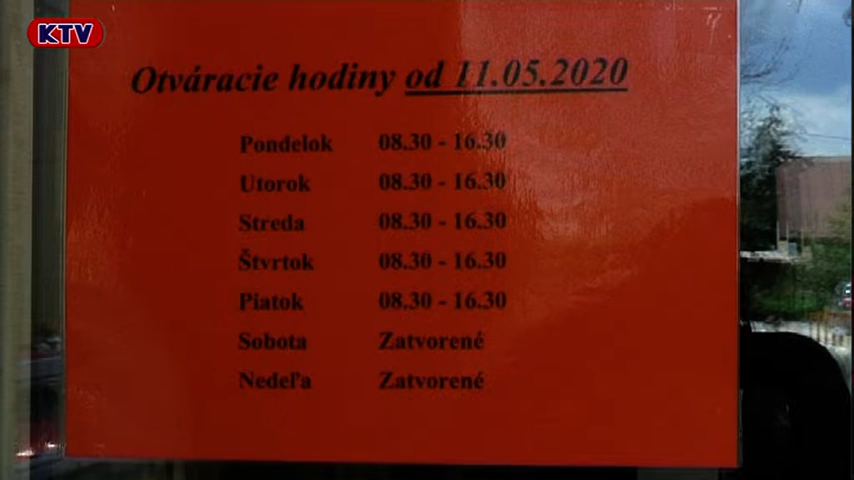 KTV
Otváracie hodiny od 11.05.2020
Pondelok 08.30 - 16.30
Utorok 08.30 - 16.30
Streda 08.30 - 16.30
Štvrtok 08.30 - 16.30
Piatok 08.30 - 16.30
Sobota Zatvorené
Nedeľa Zatvorené